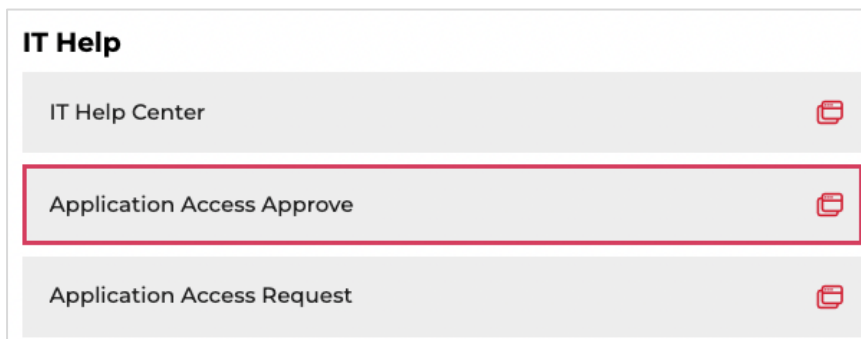 IT Help
IT Help Center
Application Access Approve
Application Access Request